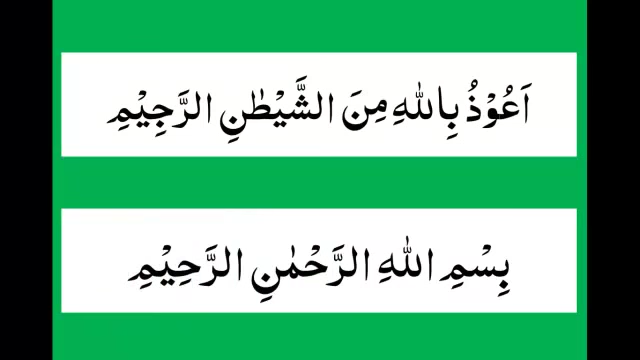 اَعُوْذُ بِاللّٰهِ مِنَ الشَّيْطٰنِ الرَّجِيْمِ
بِسْمِ اللّٰهِ الرَّحْمٰنِ الرَّحِيْمِ